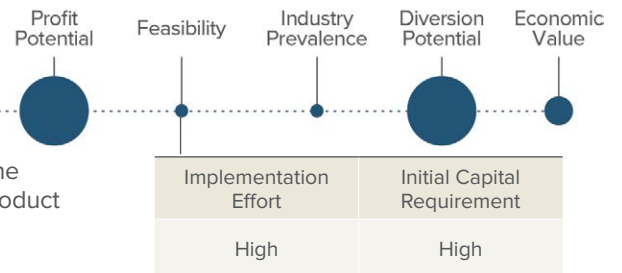 Profit
Potential
Feasibility
Industry
Prevalence
Diversion
Potential
Economic
Value
Implementation
Effort
Initial Capital
Requirement
High
High